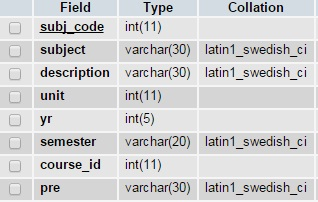 Field Type Collation
subj_code int(11)
subject varchar(30) latin1_swedish_ci
description varchar(30) latin1_swedish_ci
unit int(11)
yr int(5)
semester varchar(20) latin1_swedish_ci
course_id int(11)
pre varchar(30) latin1_swedish_ci